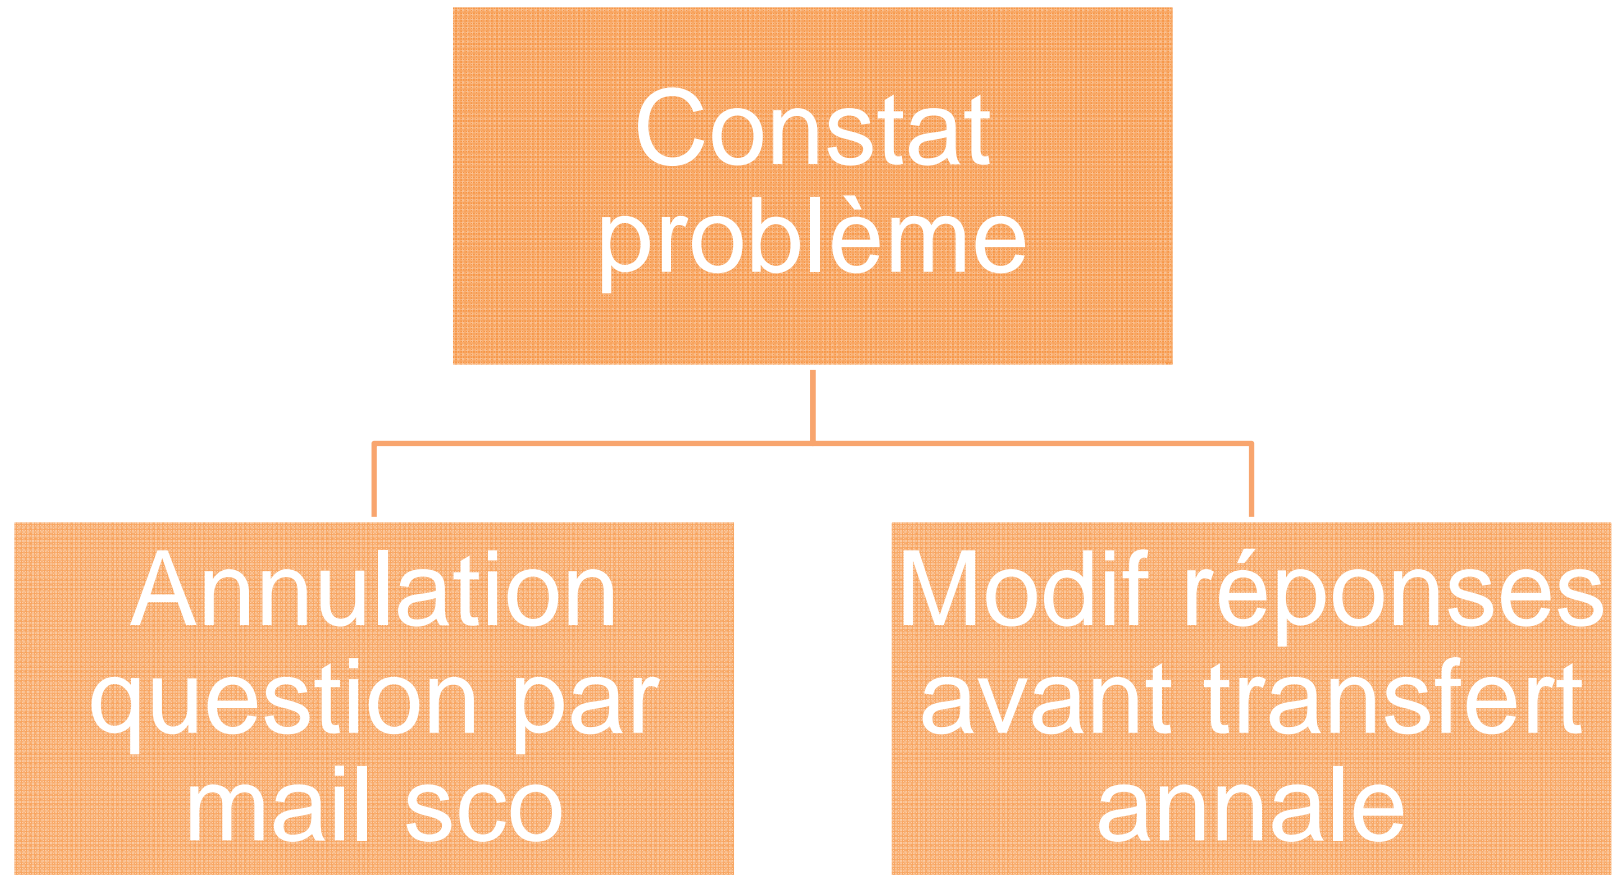 Constat
problème
Annulation
question par
mail sco
Modif réponses
avant transfert
annale